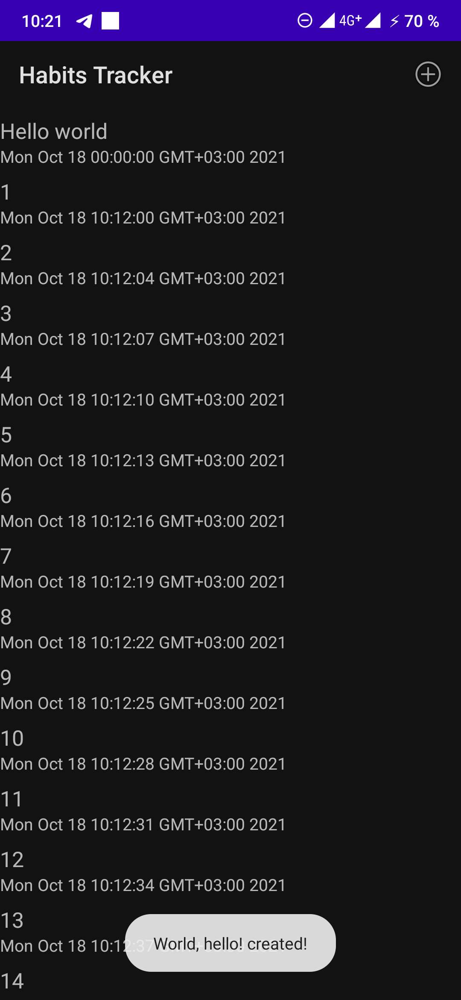 10:21 4G+ 70 %
Habits Tracker
Hello world
Mon Oct 18 00:00:00 GMT+03:00 2021
1
Mon Oct 18 10:12:00 GMT+03:00 2021
2
Mon Oct 18 10:12:04 GMT+03:00 2021
3
Mon Oct 18 10:12:07 GMT+03:00 2021
4
Mon Oct 18 10:12:10 GMT+03:00 2021
5
Mon Oct 18 10:12:13 GMT+03:00 2021
6
Mon Oct 18 10:12:16 GMT+03:00 2021
7
Mon Oct 18 10:12:19 GMT+03:00 2021
8
Mon Oct 18 10:12:22 GMT+03:00 2021
9
Mon Oct 18 10:12:25 GMT+03:00 2021
10
Mon Oct 18 10:12:28 GMT+03:00 2021
11
Mon Oct 18 10:12:31 GMT+03:00 2021
12
Mon Oct 18 10:12:34 GMT+03:00 2021
13
Mon Oct 18 10:12:37
World, hello! created!
14